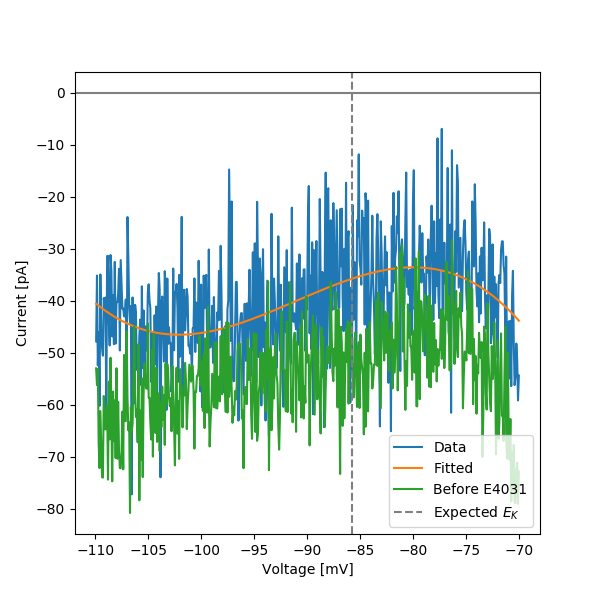 0
−10
−20
−30
−40
−50
−60
−70
−80
Current [pA]
Data
Fitted
Before E4031
Expected E_K
−110 −105 −100 −95 −90 −85 −80 −75 −70
Voltage [mV]